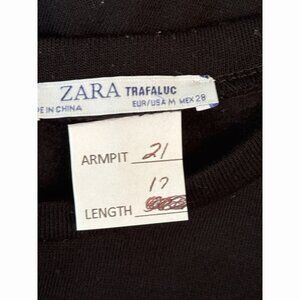 ZARA TRAFALUC
DE IN CHINA
EUR/USA M MEX 28
ARMPIT 21
17
LENGTH